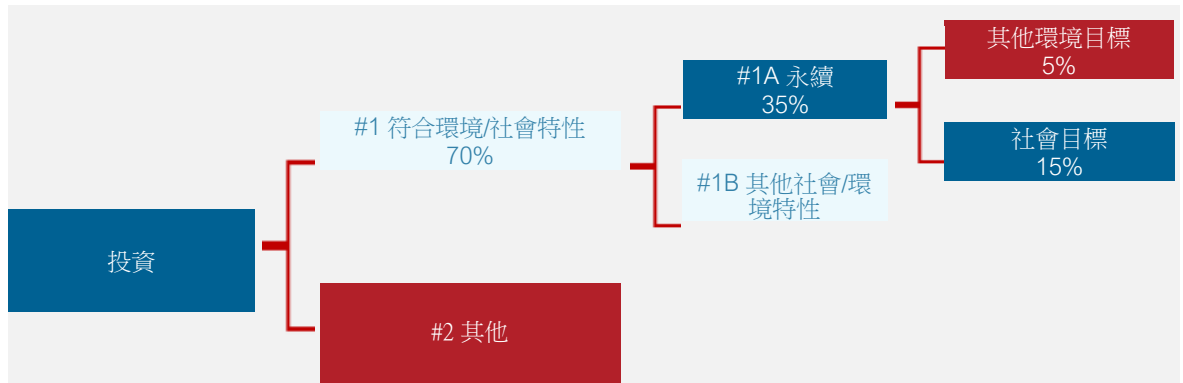 投資
#1 符合環境/社會特性
70%
#2 其他
#1A 永續
35%
#1B 其他社會/環
境特性
其他環境目標
5%
社會目標
15%